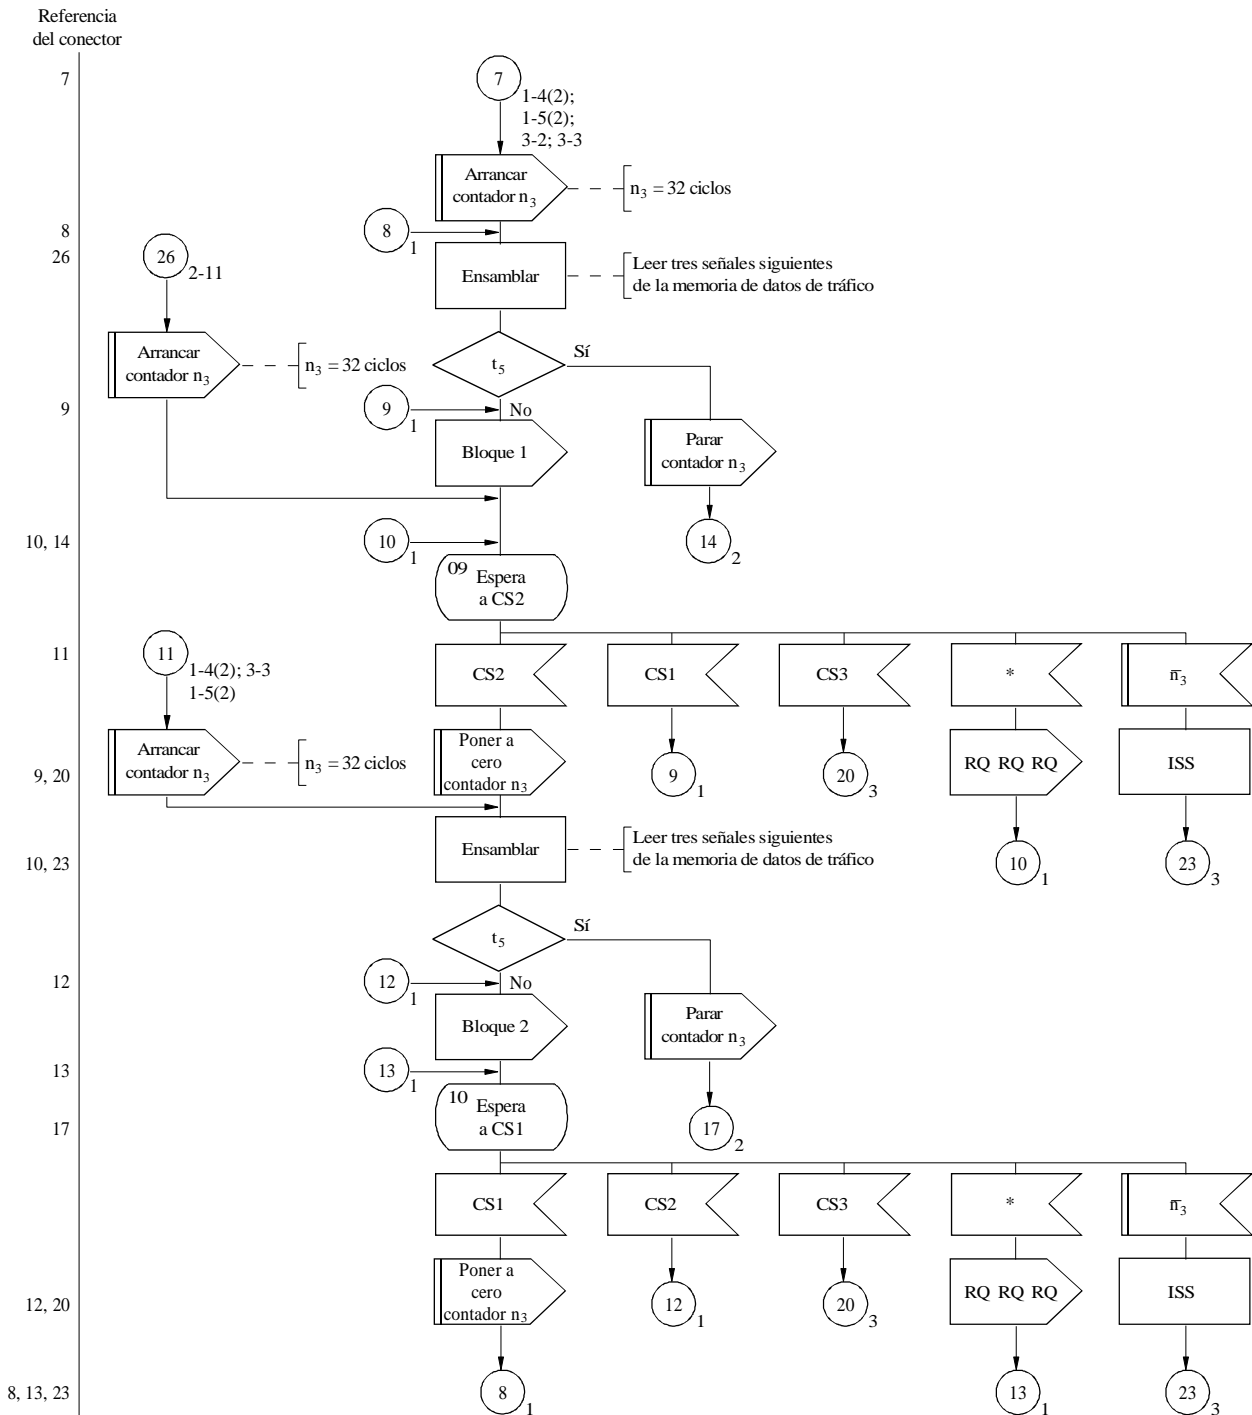 Referencia
del conector
7
7
1-4(2);
1-5(2);
3-2; 3-3
Arrancar
contador n3
n3 = 32 ciclos
8
8
1
26
26
2-11
Ensamblar
Leer tres señales siguientes
de la memoria de datos de tráfico
Arrancar
contador n3
n3 = 32 ciclos
t5
Sí
9
9
1
No
Bloque 1
Parar
contador n3
10, 14
10
1
14
2
09
Espera
a CS2
11
11
1-4(2); 3-3
1-5(2)
CS2
CS1
CS3
*
n̅3
Arrancar
contador n3
n3 = 32 ciclos
Poner a
cero
contador n3
9, 20
9
1
20
3
RQ RQ RQ
ISS
Ensamblar
Leer tres señales siguientes
de la memoria de datos de tráfico
10, 23
10
1
23
3
t5
Sí
12
12
1
No
Bloque 2
Parar
contador n3
13
13
1
10
Espera
a CS1
17
17
2
CS1
CS2
CS3
*
n̅3
Poner a
cero
contador n3
12, 20
12
1
20
3
RQ RQ RQ
ISS
8, 13, 23
8
1
13
1
23
3